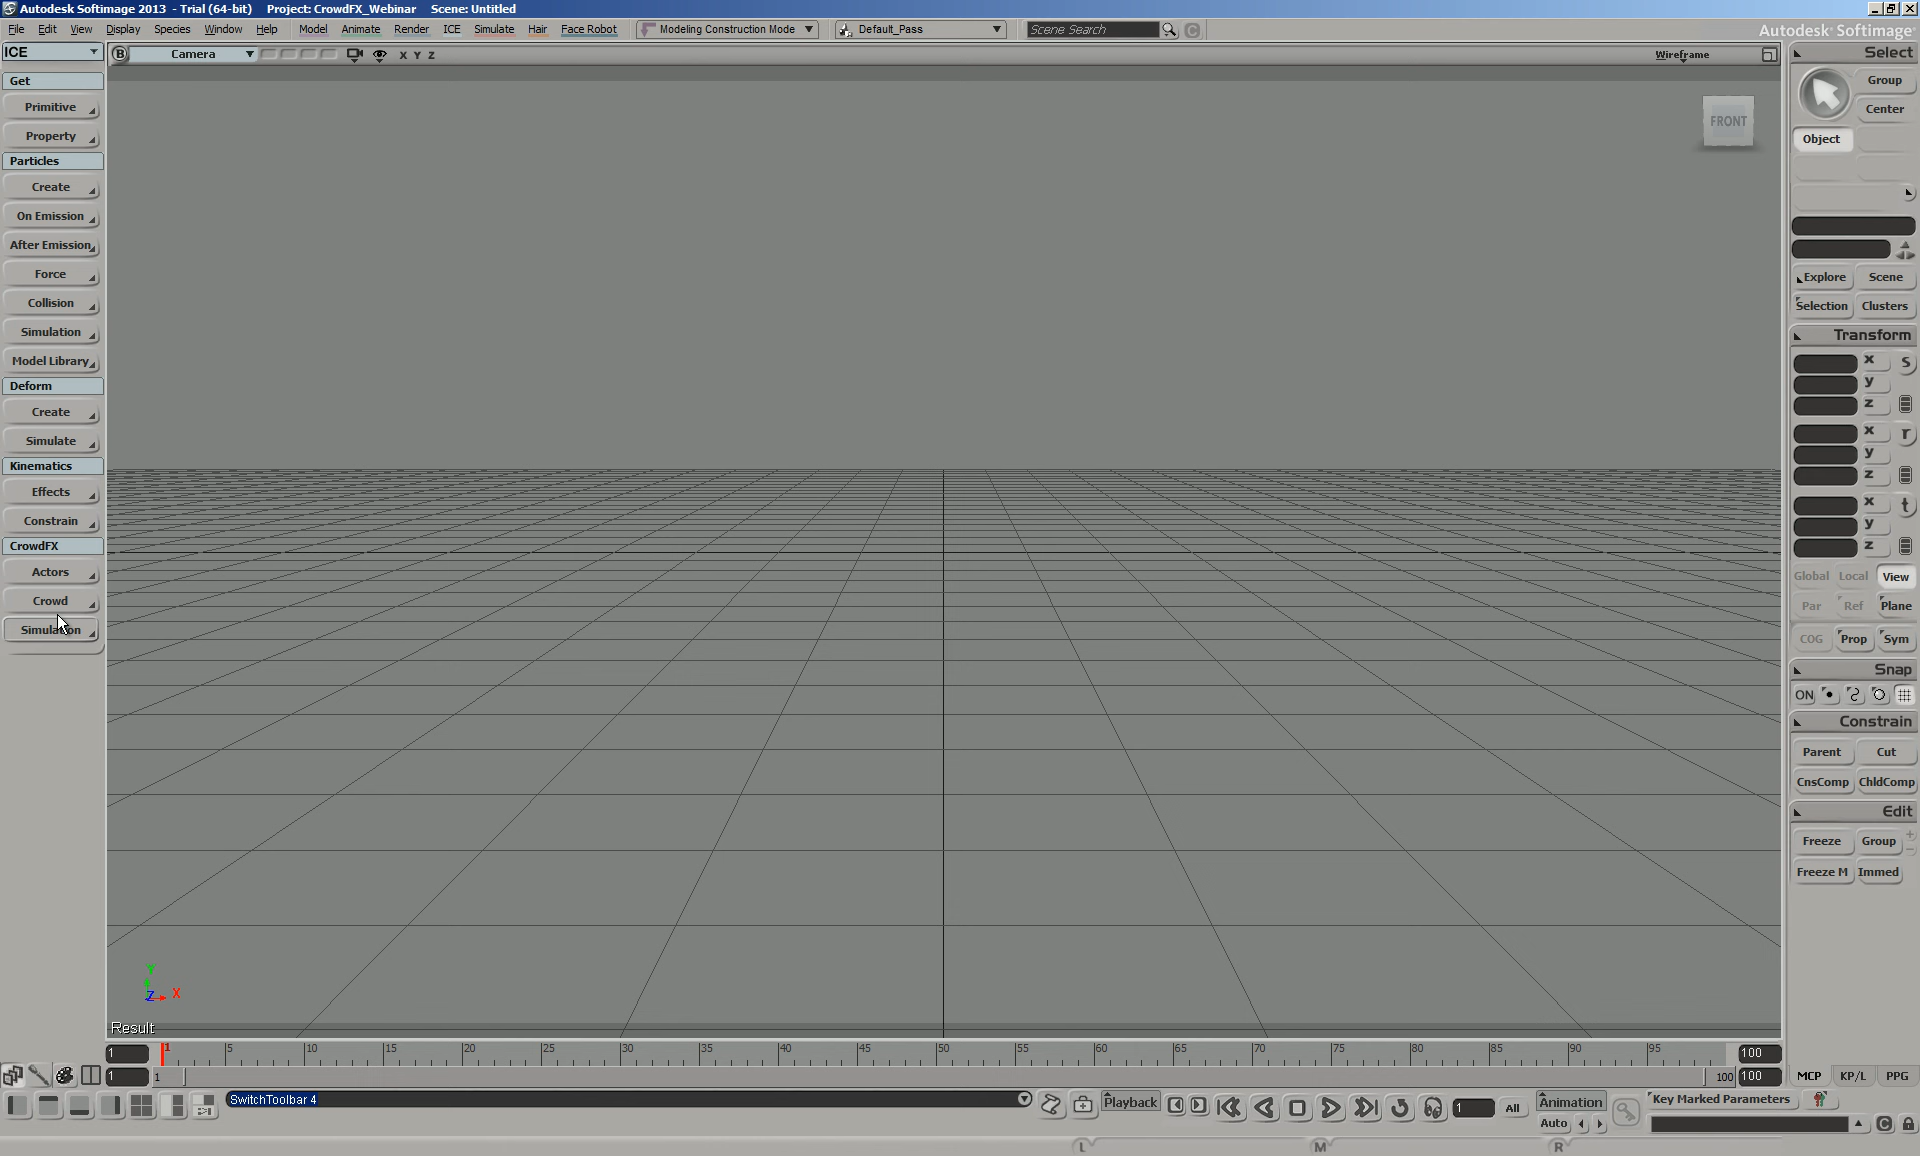 Autodesk Softimage 2013 - Trial (64-bit) Project: CrowdFX_Webinar Scene: Untitled
File Edit View Display Species Window Help Model Animate Render ICE Simulate Hair Face Robot Modeling Construction Mode Default_Pass Scene Search C Autodesk Softimage
ICE
B Camera X Y Z Wireframe
Get
Primitive
Property
Particles
Create
On Emission
After Emission
Force
Collision
Simulation
Model Library
Deform
Create
Simulate
Kinematics
Effects
Constrain
CrowdFX
Actors
Crowd
Simulation
FRONT
Y
Z X
Result
Select
Group
Center
Object
Explore Scene
Selection Clusters
Transform
x s
y
z
x r
y
z
x t
y
z
Global Local View
Par Ref Plane
COG Prop Sym
Snap
ON
Constrain
Parent Cut
CnsComp ChldComp
Edit
Freeze Group + -
Freeze M Immed
1 1 5 10 15 20 25 30 35 40 45 50 55 60 65 70 75 80 85 90 95 100
1 1 100 100 MCP KP/L PPG
SwitchToolbar 4 Playback 1 All Animation Key Marked Parameters
Auto C
L M R